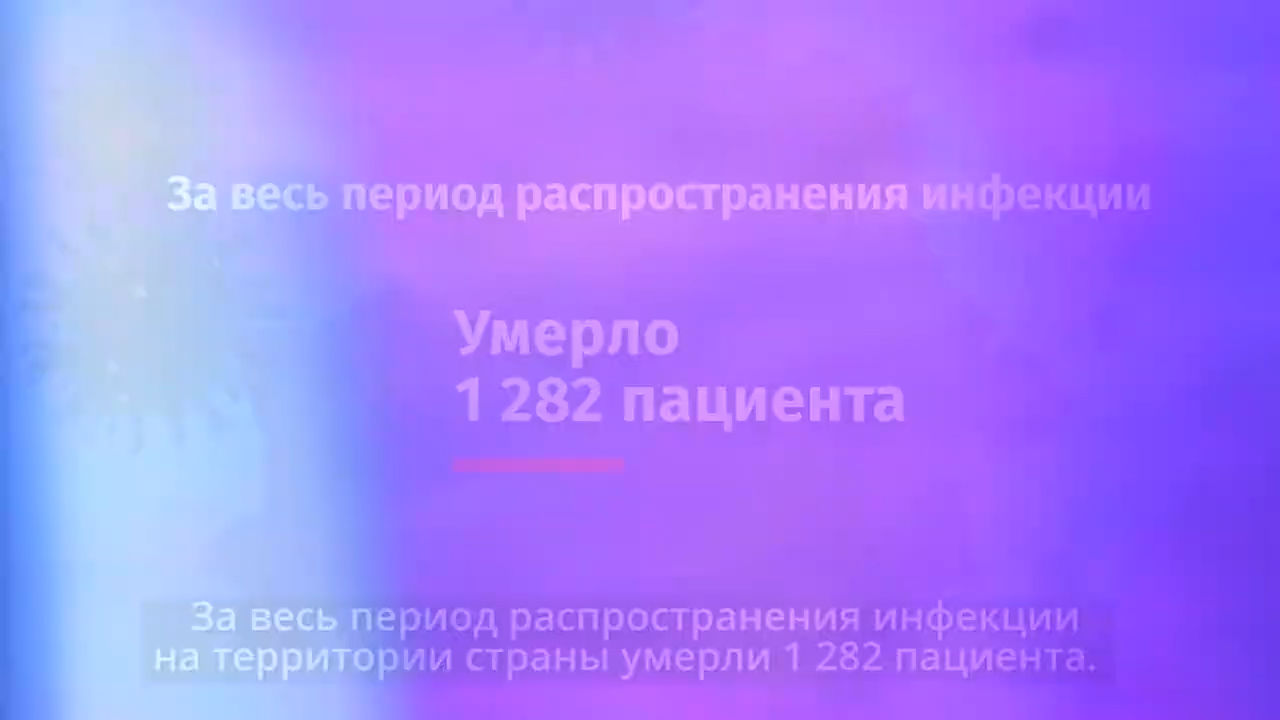 За весь период распространения инфекции
Умерло
1 282 пациента
За весь период распространения инфекции
на территории страны умерли 1 282 пациента.